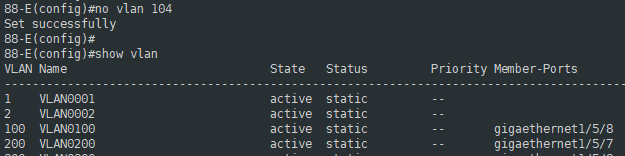 88-E(config)#no vlan 104
Set successfully
88-E(config)#
88-E(config)#show vlan
VLAN Name                           State   Status         Priority Member-Ports
--------------------------------------------------------------------------------
1    VLAN0001                       active  static         --
2    VLAN0002                       active  static         --
100  VLAN0100                       active  static         --       gigaethernet1/5/8
200  VLAN0200                       active  static         --       gigaethernet1/5/7